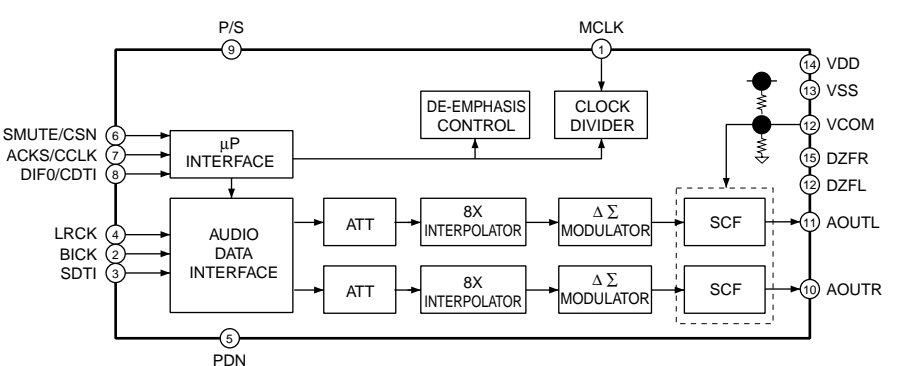 P/S
9
MCLK
1
14 VDD
13 VSS
12 VCOM
15 DZFR
12 DZFL
11 AOUTL
10 AOUTR
SMUTE/CSN 6
ACKS/CCLK 7
DIF0/CDTI 8
µP
INTERFACE
DE-EMPHASIS
CONTROL
CLOCK
DIVIDER
LRCK 4
BICK 2
SDTI 3
AUDIO
DATA
INTERFACE
ATT
8X
INTERPOLATOR
Δ Σ
MODULATOR
SCF
ATT
8X
INTERPOLATOR
Δ Σ
MODULATOR
SCF
5
PDN